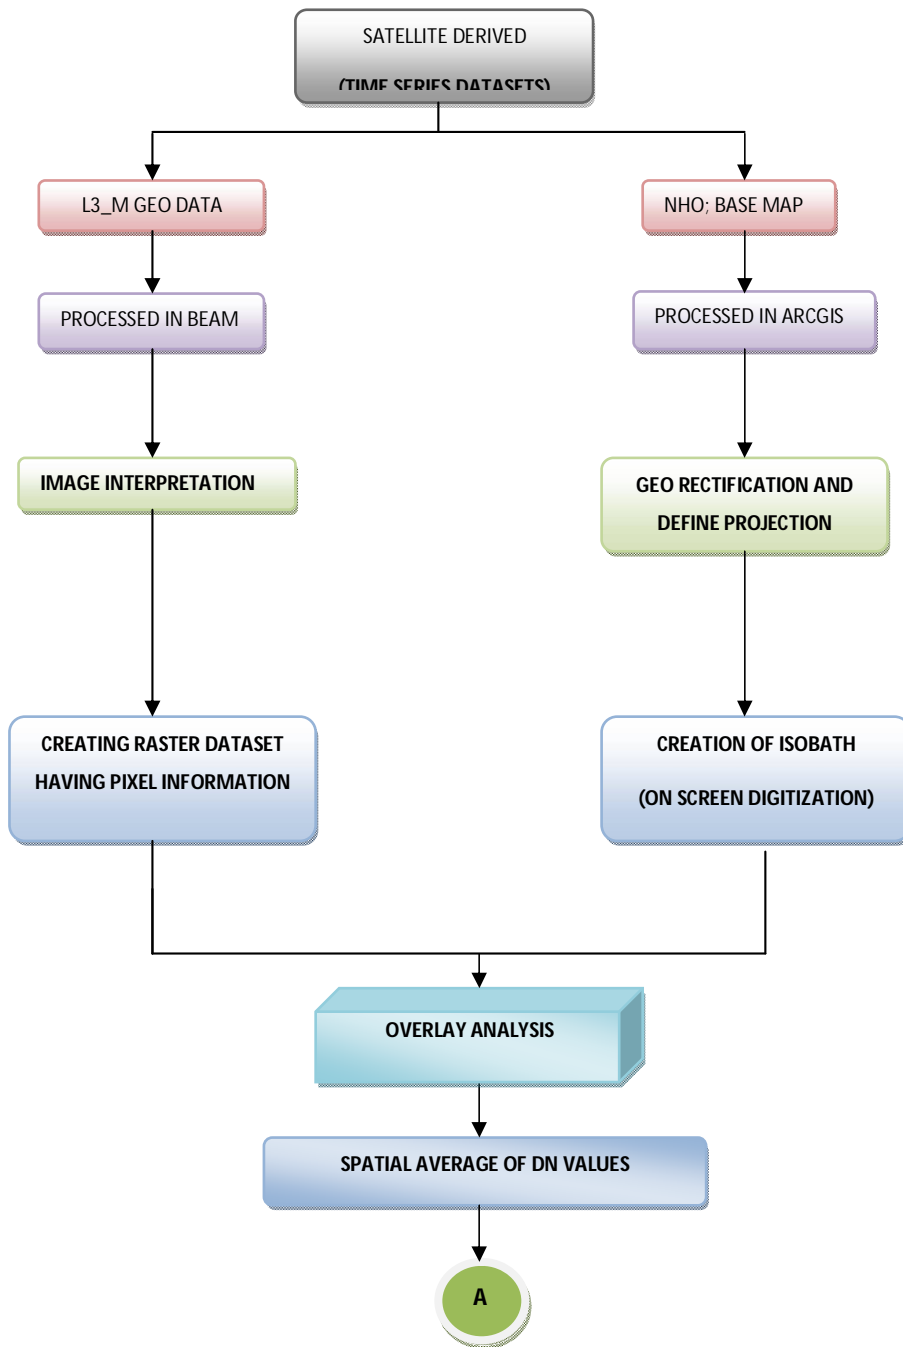 SATELLITE DERIVED
(TIME SERIES DATASETS)
L3_M GEO DATA
NHO; BASE MAP
PROCESSED IN BEAM
PROCESSED IN ARCGIS
IMAGE INTERPRETATION
GEO RECTIFICATION AND
DEFINE PROJECTION
CREATING RASTER DATASET
HAVING PIXEL INFORMATION
CREATION OF ISOBATH
(ON SCREEN DIGITIZATION)
OVERLAY ANALYSIS
SPATIAL AVERAGE OF DN VALUES
A